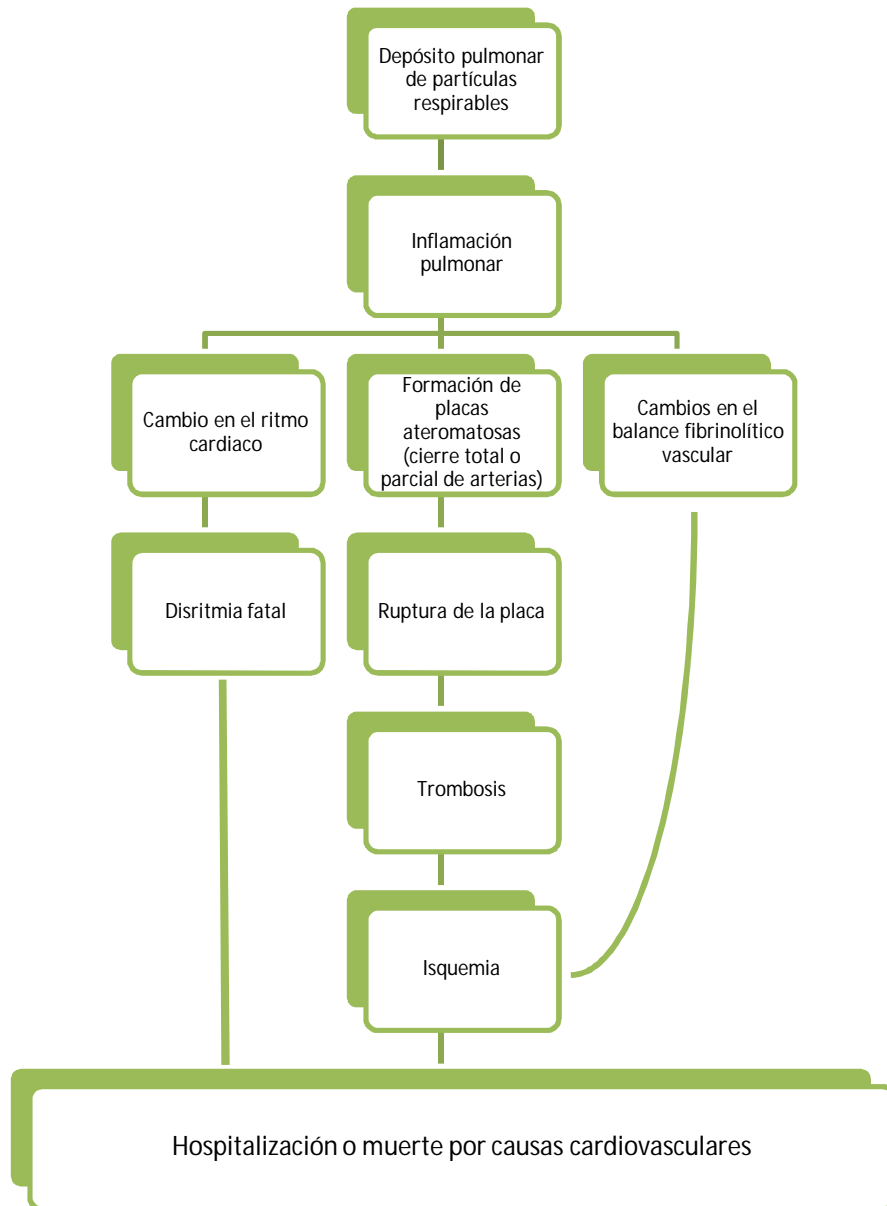 Depósito pulmonar
de partículas
respirables
Inflamación
pulmonar
Cambio en el ritmo
cardiaco
Formación de
placas
ateromatosas
(cierre total o
parcial de arterias)
Cambios en el
balance fibrinolítico
vascular
Disritmia fatal
Ruptura de la placa
Trombosis
Isquemia
Hospitalización o muerte por causas cardiovasculares